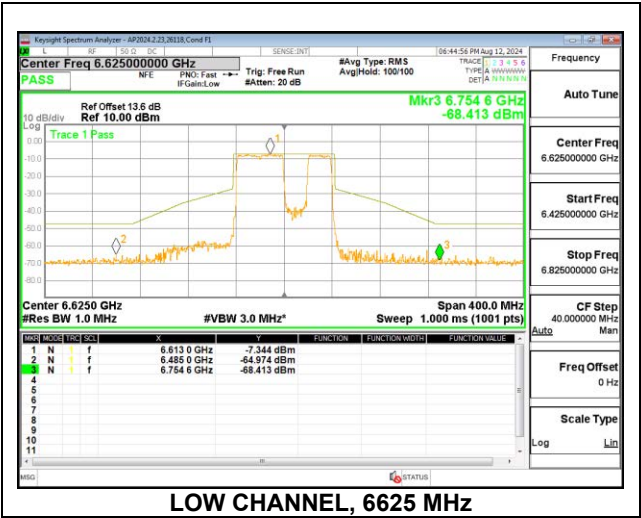 Keysight Spectrum Analyzer - AP2024.2.23,28118,Cond F1
L RF 50 Ω DC SENSE:INT 06:44:56 PM Aug 12, 2024
Center Freq 6.625000000 GHz #Avg Type: RMS TRACE 1 2 3 4 5 6
PASS NFE PNO: Fast Trig: Free Run Avg|Hold: 100/100 TYPE A WWWWW
IFGain:Low #Atten: 20 dB DET A N N N N N
Mkr3 6.754 6 GHz
Ref Offset 13.6 dB
10 dB/div Ref 10.00 dBm -68.413 dBm
Log
Trace 1 Pass
0.00
-10.0
-20.0
-30.0
-40.0
-50.0
-60.0
-70.0
-80.0
1
2
3
Center 6.6250 GHz Span 400.0 MHz
#Res BW 1.0 MHz #VBW 3.0 MHz* Sweep 1.000 ms (1001 pts)
MKR MODE TRC SCL X Y FUNCTION FUNCTION WIDTH FUNCTION VALUE
1 N 1 f 6.613 0 GHz -7.344 dBm
2 N 1 f 6.485 0 GHz -64.974 dBm
3 N 1 f 6.754 6 GHz -68.413 dBm
4
5
6
7
8
9
10
11
MSG STATUS
Frequency
Auto Tune
Center Freq
6.625000000 GHz
Start Freq
6.425000000 GHz
Stop Freq
6.825000000 GHz
CF Step
40.000000 MHz
Auto Man
Freq Offset
0 Hz
Scale Type
Log Lin
LOW CHANNEL, 6625 MHz